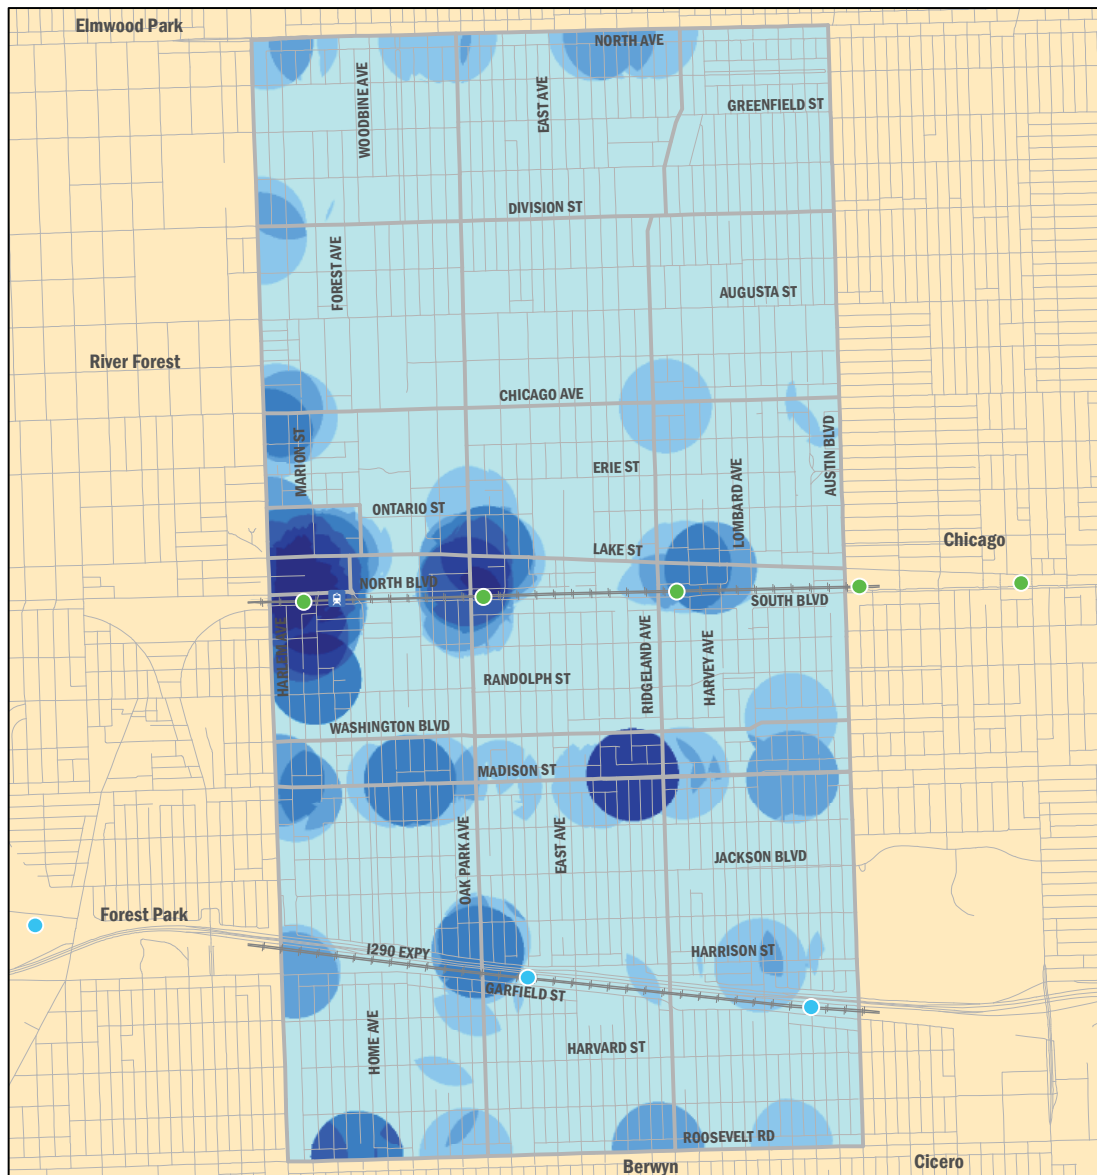 Elmwood Park
NORTH AVE
WOODBINE AVE
EAST AVE
GREENFIELD ST
DIVISION ST
FOREST AVE
AUGUSTA ST
River Forest
CHICAGO AVE
MARION ST
AUSTIN BLVD
ERIE ST
LOMBARD AVE
ONTARIO ST
LAKE ST
Chicago
NORTH BLVD
SOUTH BLVD
HARLEM AVE
RIDGELAND AVE
HARVEY AVE
RANDOLPH ST
WASHINGTON BLVD
MADISON ST
OAK PARK AVE
EAST AVE
JACKSON BLVD
Forest Park
I290 EXPY
HARRISON ST
GARFIELD ST
HOME AVE
HARVARD ST
ROOSEVELT RD
Berwyn
Cicero